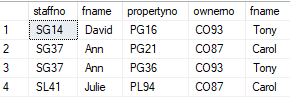 staffno fname propertyno ownerno fname
1 SG14 David PG16 CO93 Tony
2 SG37 Ann PG21 CO87 Carol
3 SG37 Ann PG36 CO93 Tony
4 SL41 Julie PL94 CO87 Carol